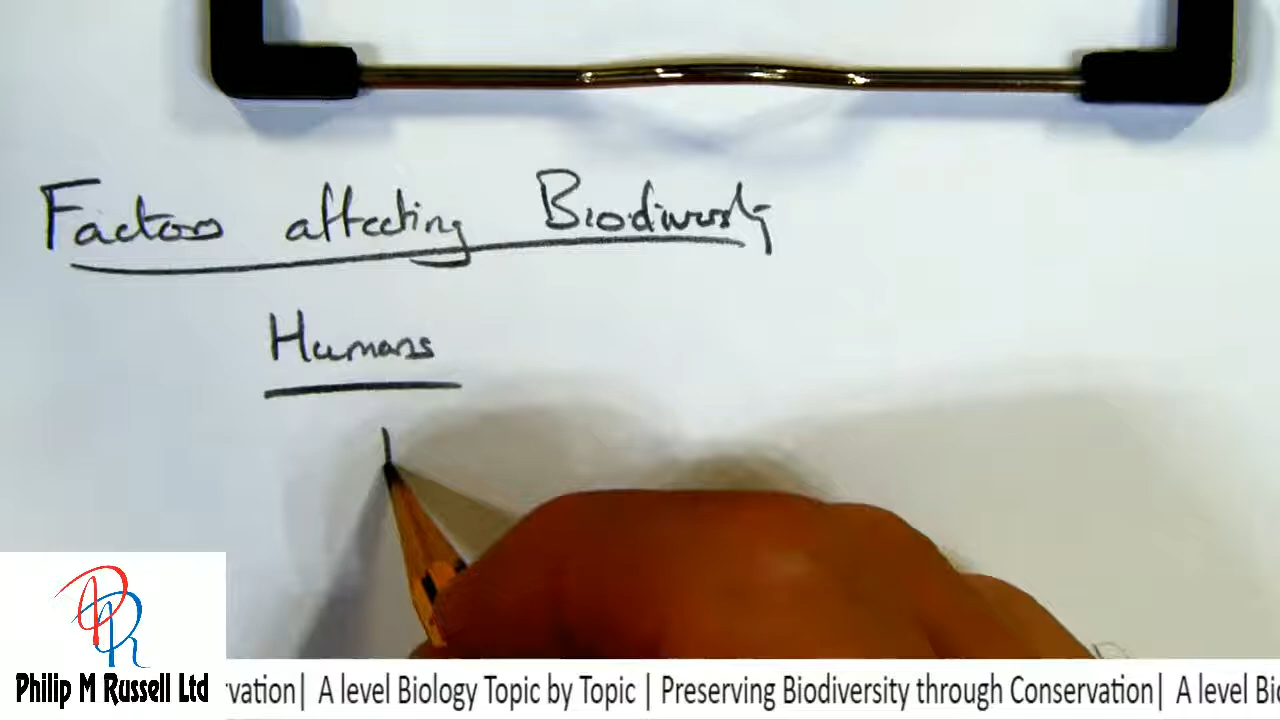 Factors affecting Biodiversity
Humans
Philip M Russell Ltd
vation| A level Biology Topic by Topic | Preserving Biodiversity through Conservation| A level Bi